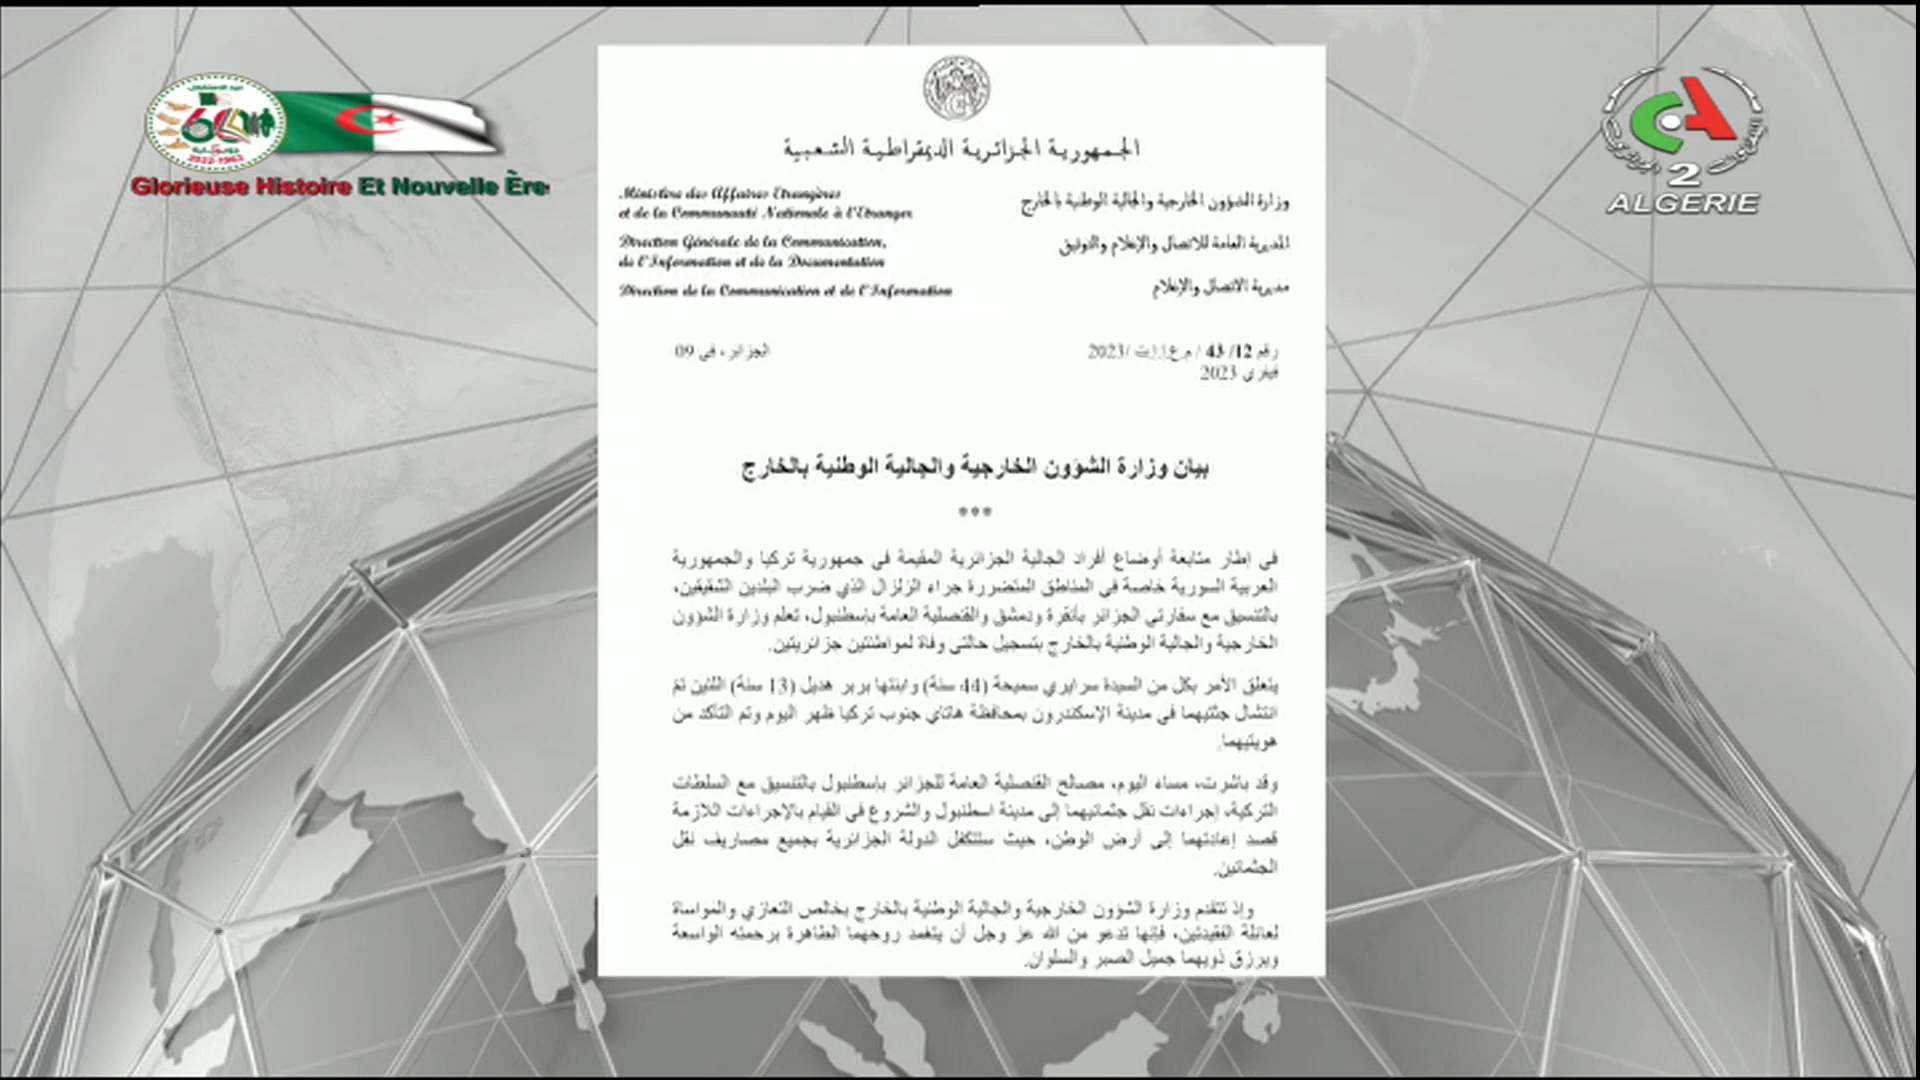 عيد الاستقلال
60
2022-1962
Glorieuse Histoire Et Nouvelle Ère
CA
2
ALGERIE
الجمهورية الجزائرية الديمقراطية الشعبية
Ministère des Affaires Etrangères
et de la Communauté Nationale à l'Etranger
Direction Générale de la Communication,
de l'Information et de la Documentation
Direction de la Communication et de l'Information
وزارة الشؤون الخارجية والجالية الوطنية بالخارج
المديرية العامة للاتصال والإعلام والتوثيق
مديرية الاتصال والإعلام
رقم 12/ 43 / 2023/
الجزائر، في 09
فيفري 2023
بيان وزارة الشؤون الخارجية والجالية الوطنية بالخارج
***
في إطار متابعة أوضاع أفراد الجالية الجزائرية المقيمة في جمهورية تركيا والجمهورية
العربية السورية خاصة في المناطق المتضررة جراء الزلزال الذي ضرب البلدين الشقيقين،
بالتنسيق مع سفارتي الجزائر بأنقرة ودمشق والقنصلية العامة بإسطنبول، تعلم وزارة الشؤون
الخارجية والجالية الوطنية بالخارج بتسجيل حالتي وفاة لمواطنتين جزائريتين.
يتعلق الأمر بكل من السيدة سرايري سميحة (44 سنة) وابنتها بربر هديل (13 سنة) اللتين تم
انتشال جثتيهما في مدينة الإسكندرون بمحافظة هاتاي جنوب تركيا ظهر اليوم وتم التأكد من
هويتيهما.
وقد باشرت، مساء اليوم، مصالح القنصلية العامة للجزائر بإسطنبول بالتنسيق مع السلطات
التركية، إجراءات نقل جثمانيهما إلى مدينة اسطنبول والشروع في القيام بالإجراءات اللازمة
قصد إعادتهما إلى أرض الوطن، حيث ستتكفل الدولة الجزائرية بجميع مصاريف نقل
الجثمانين.
وإذ تتقدم وزارة الشؤون الخارجية والجالية الوطنية بالخارج بخالص التعازي والمواساة
لعائلة الفقيدتين، فإنها تدعو من الله عز وجل أن يتغمد روحهما الطاهرة برحمته الواسعة
ويرزق ذويهما جميل الصبر والسلوان.